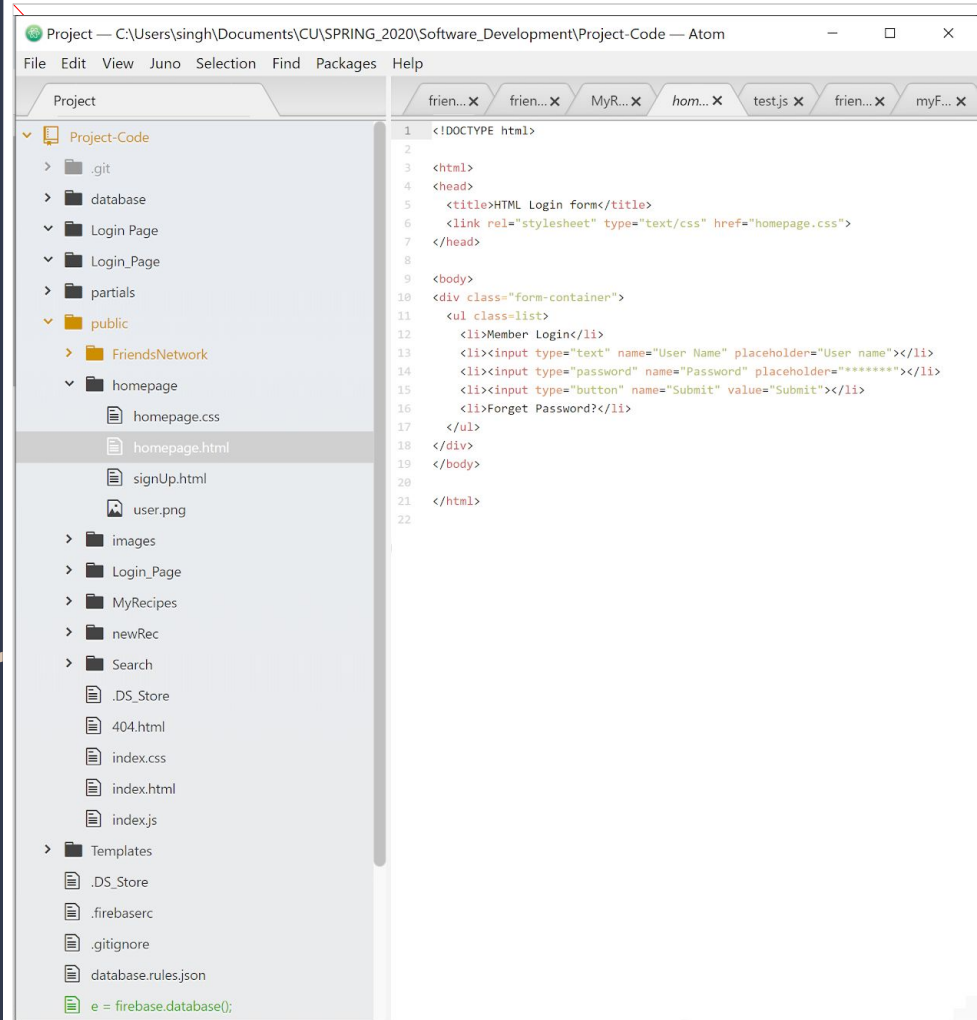 Project — C:\Users\singh\Documents\CU\SPRING_2020\Software_Development\Project-Code — Atom
File Edit View Juno Selection Find Packages Help
Project
frien... frien... MyR... hom... test.js frien... myF...
Project-Code
.git
database
Login Page
Login_Page
partials
public
FriendsNetwork
homepage
homepage.css
homepage.html
signUp.html
user.png
images
Login_Page
MyRecipes
newRec
Search
.DS_Store
404.html
index.css
index.html
index.js
Templates
.DS_Store
.firebaserc
.gitignore
database.rules.json
e = firebase.database();
1 <!DOCTYPE html>
2
3 <html>
4 <head>
5 <title>HTML Login form</title>
6 <link rel="stylesheet" type="text/css" href="homepage.css">
7 </head>
8
9 <body>
10 <div class="form-container">
11 <ul class=list>
12 <li>Member Login</li>
13 <li><input type="text" name="User Name" placeholder="User name"></li>
14 <li><input type="password" name="Password" placeholder="*******"></li>
15 <li><input type="button" name="Submit" value="Submit"></li>
16 <li>Forget Password?</li>
17 </ul>
18 </div>
19 </body>
20
21 </html>
22